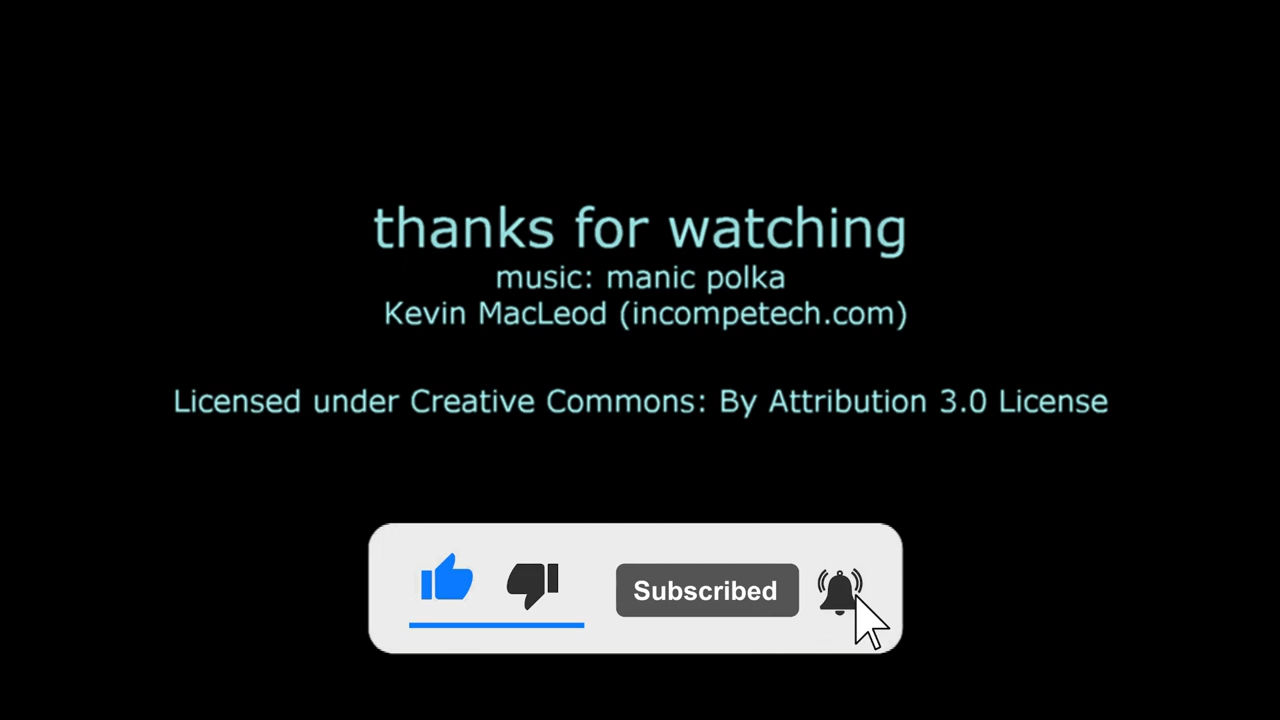 thanks for watching
music: manic polka
Kevin MacLeod (incompetech.com)
Licensed under Creative Commons: By Attribution 3.0 License
Subscribed